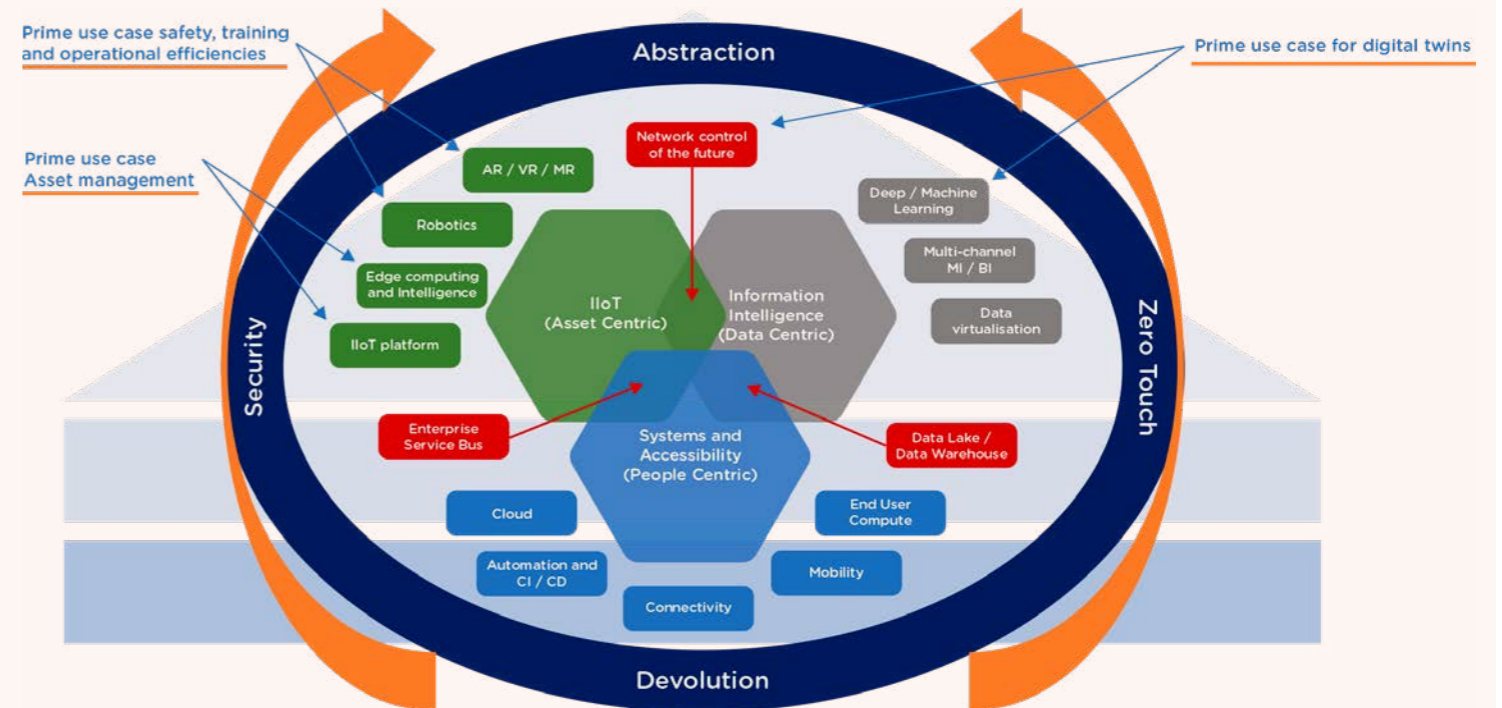 Prime use case safety, training
and operational efficiencies
Abstraction
Prime use case for digital twins
Network control
of the future
Prime use case
Asset management
AR / VR / MR
Deep / Machine
Learning
Robotics
Multi-channel
MI / BI
Edge computing
and Intelligence
IIoT
(Asset Centric)
Information
Intelligence
(Data Centric)
Data
virtualisation
IIoT platform
Security
Zero Touch
Enterprise
Service Bus
Systems and
Accessibility
(People Centric)
Data Lake /
Data Warehouse
Cloud
End User
Compute
Automation and
CI / CD
Mobility
Connectivity
Devolution